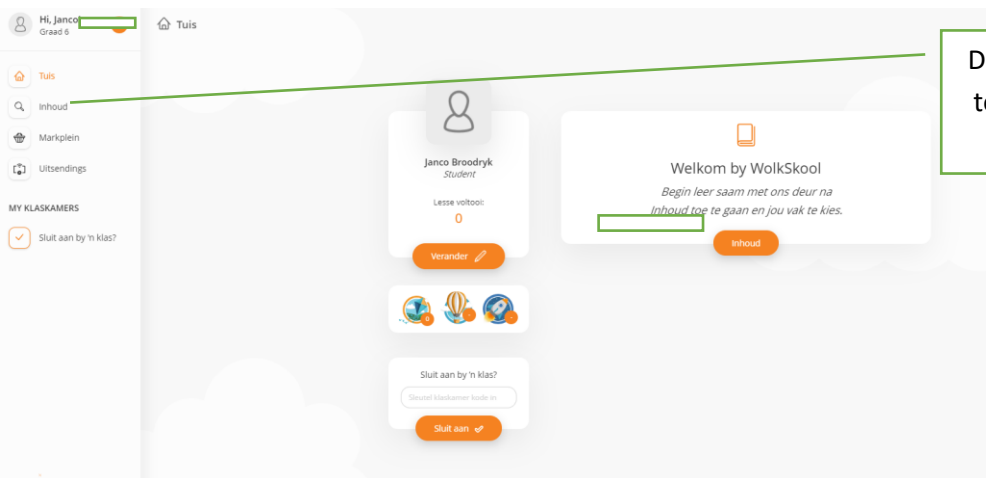 Hi, Janco
Graad 6
Tuis
Inhoud
Markplein
Uitsendings
MY KLASKAMERS
Sluit aan by 'n klas?
Tuis
Janco Broodryk
Student
Lesse voltooi:
0
Verander
0
-
-
Sluit aan by 'n klas?
Sleutel klaskamer kode in
Sluit aan
Welkom by WolkSkool
Begin leer saam met ons deur na
Inhoud toe te gaan en jou vak te kies.
Inhoud